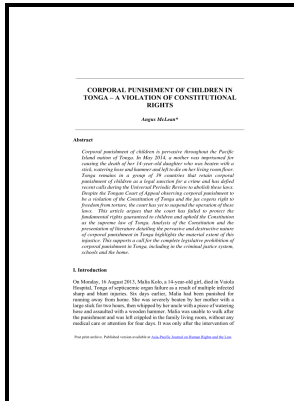 CORPORAL PUNISHMENT OF CHILDREN IN
TONGA – A VIOLATION OF CONSTITUTIONAL
RIGHTS
Angus McLean*
Abstract
Corporal punishment of children is pervasive throughout the Pacific
Island nation of Tonga. In May 2014, a mother was imprisoned for
causing the death of her 14-year-old daughter who was beaten with a
stick, watering hose and hammer and left to die on her living room floor.
Tonga remains in a group of 39 countries that retain corporal
punishment of children as a legal sanction for a crime and has defied
recent calls during the Universal Periodic Review to abolish these laws.
Despite the Tongan Court of Appeal observing corporal punishment to
be a violation of the Constitution of Tonga and the jus cogens right to
freedom from torture, the court has yet to suspend the operation of these
laws. This article argues that the court has failed to protect the
fundamental rights guaranteed to children and uphold the Constitution
as the supreme law of Tonga. Analysis of the Constitution and the
presentation of literature detailing the pervasive and destructive nature
of corporal punishment in Tonga highlights the material extent of this
injustice. This supports a call for the complete legislative prohibition of
corporal punishment in Tonga, including in the criminal justice system,
schools and the home.
I. Introduction
On Monday, 16 August 2013, Malia Kolo, a 14-year-old girl, died in Vaiola
Hospital, Tonga of septicaemic organ failure as a result of multiple inferred
sharp and blunt injuries. Six days earlier, Malia had been punished for
running away from home. She was severely beaten by her mother with a
large stick for two hours, then whipped by her uncle with a piece of watering
hose and assaulted with a wooden hammer. Malia was unable to walk after
the punishment and was left crippled in the family living room, without any
medical care or attention for four days. It was only after the intervention of
Post print archive. Published version available at Asia-Pacific Journal on Human Rights and the Law.